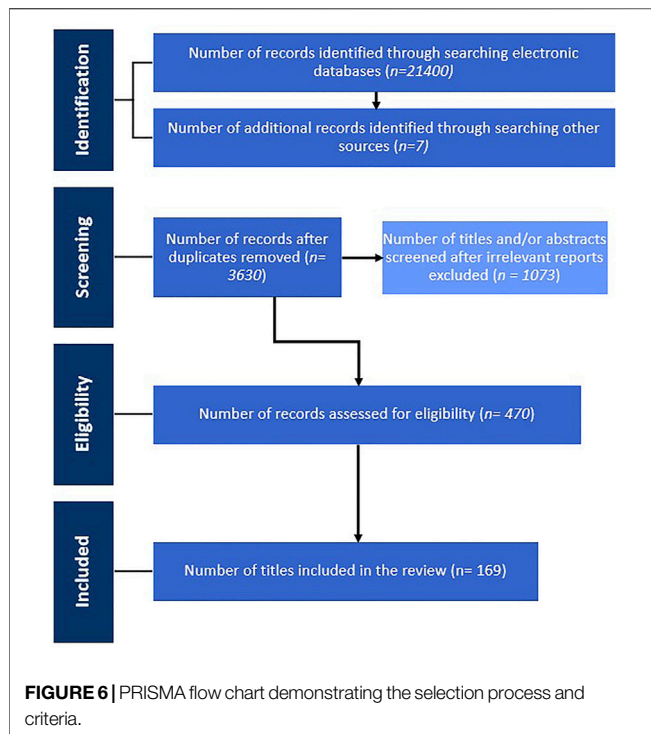 Identification
Number of records identified through searching electronic
databases (n=21400)
Number of additional records identified through searching other
sources (n=7)
Screening
Number of records after
duplicates removed (n=
3630)
Number of titles and/or abstracts
screened after irrelevant reports
excluded (n = 1073)
Eligibility
Number of records assessed for eligibility (n= 470)
Included
Number of titles included in the review (n= 169)
FIGURE 6 | PRISMA flow chart demonstrating the selection process and
criteria.